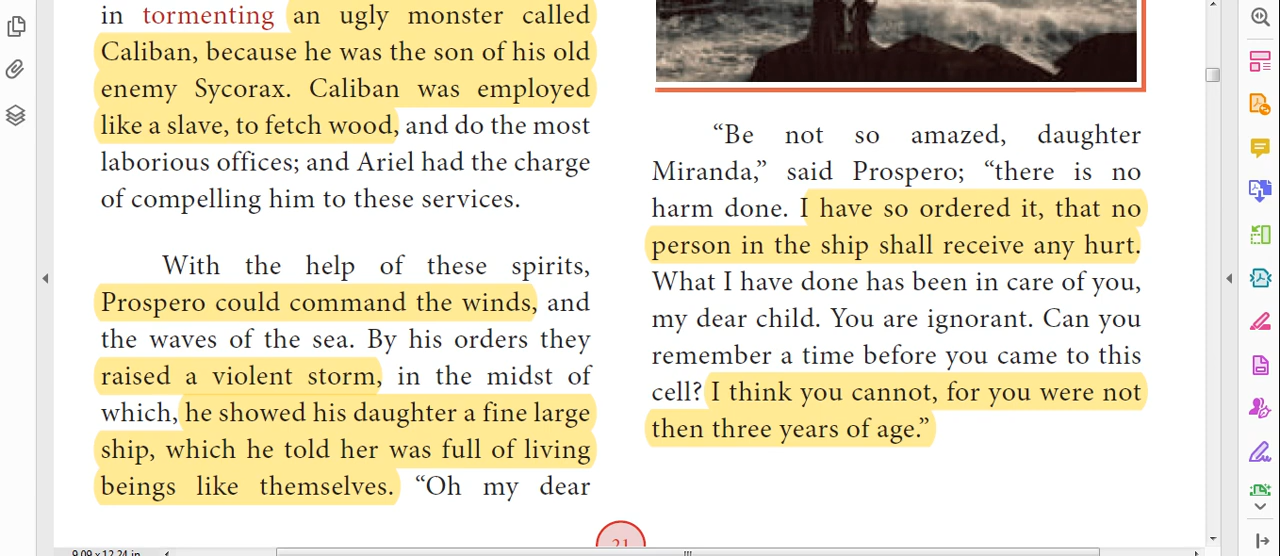 in tormenting an ugly monster called
Caliban, because he was the son of his old
enemy Sycorax. Caliban was employed
like a slave, to fetch wood, and do the most
laborious offices; and Ariel had the charge
of compelling him to these services.
With the help of these spirits,
Prospero could command the winds, and
the waves of the sea. By his orders they
raised a violent storm, in the midst of
which, he showed his daughter a fine large
ship, which he told her was full of living
beings like themselves. “Oh my dear
“Be not so amazed, daughter
Miranda,” said Prospero; “there is no
harm done. I have so ordered it, that no
person in the ship shall receive any hurt.
What I have done has been in care of you,
my dear child. You are ignorant. Can you
remember a time before you came to this
cell? I think you cannot, for you were not
then three years of age.”
21
9.09 x 12.24 in